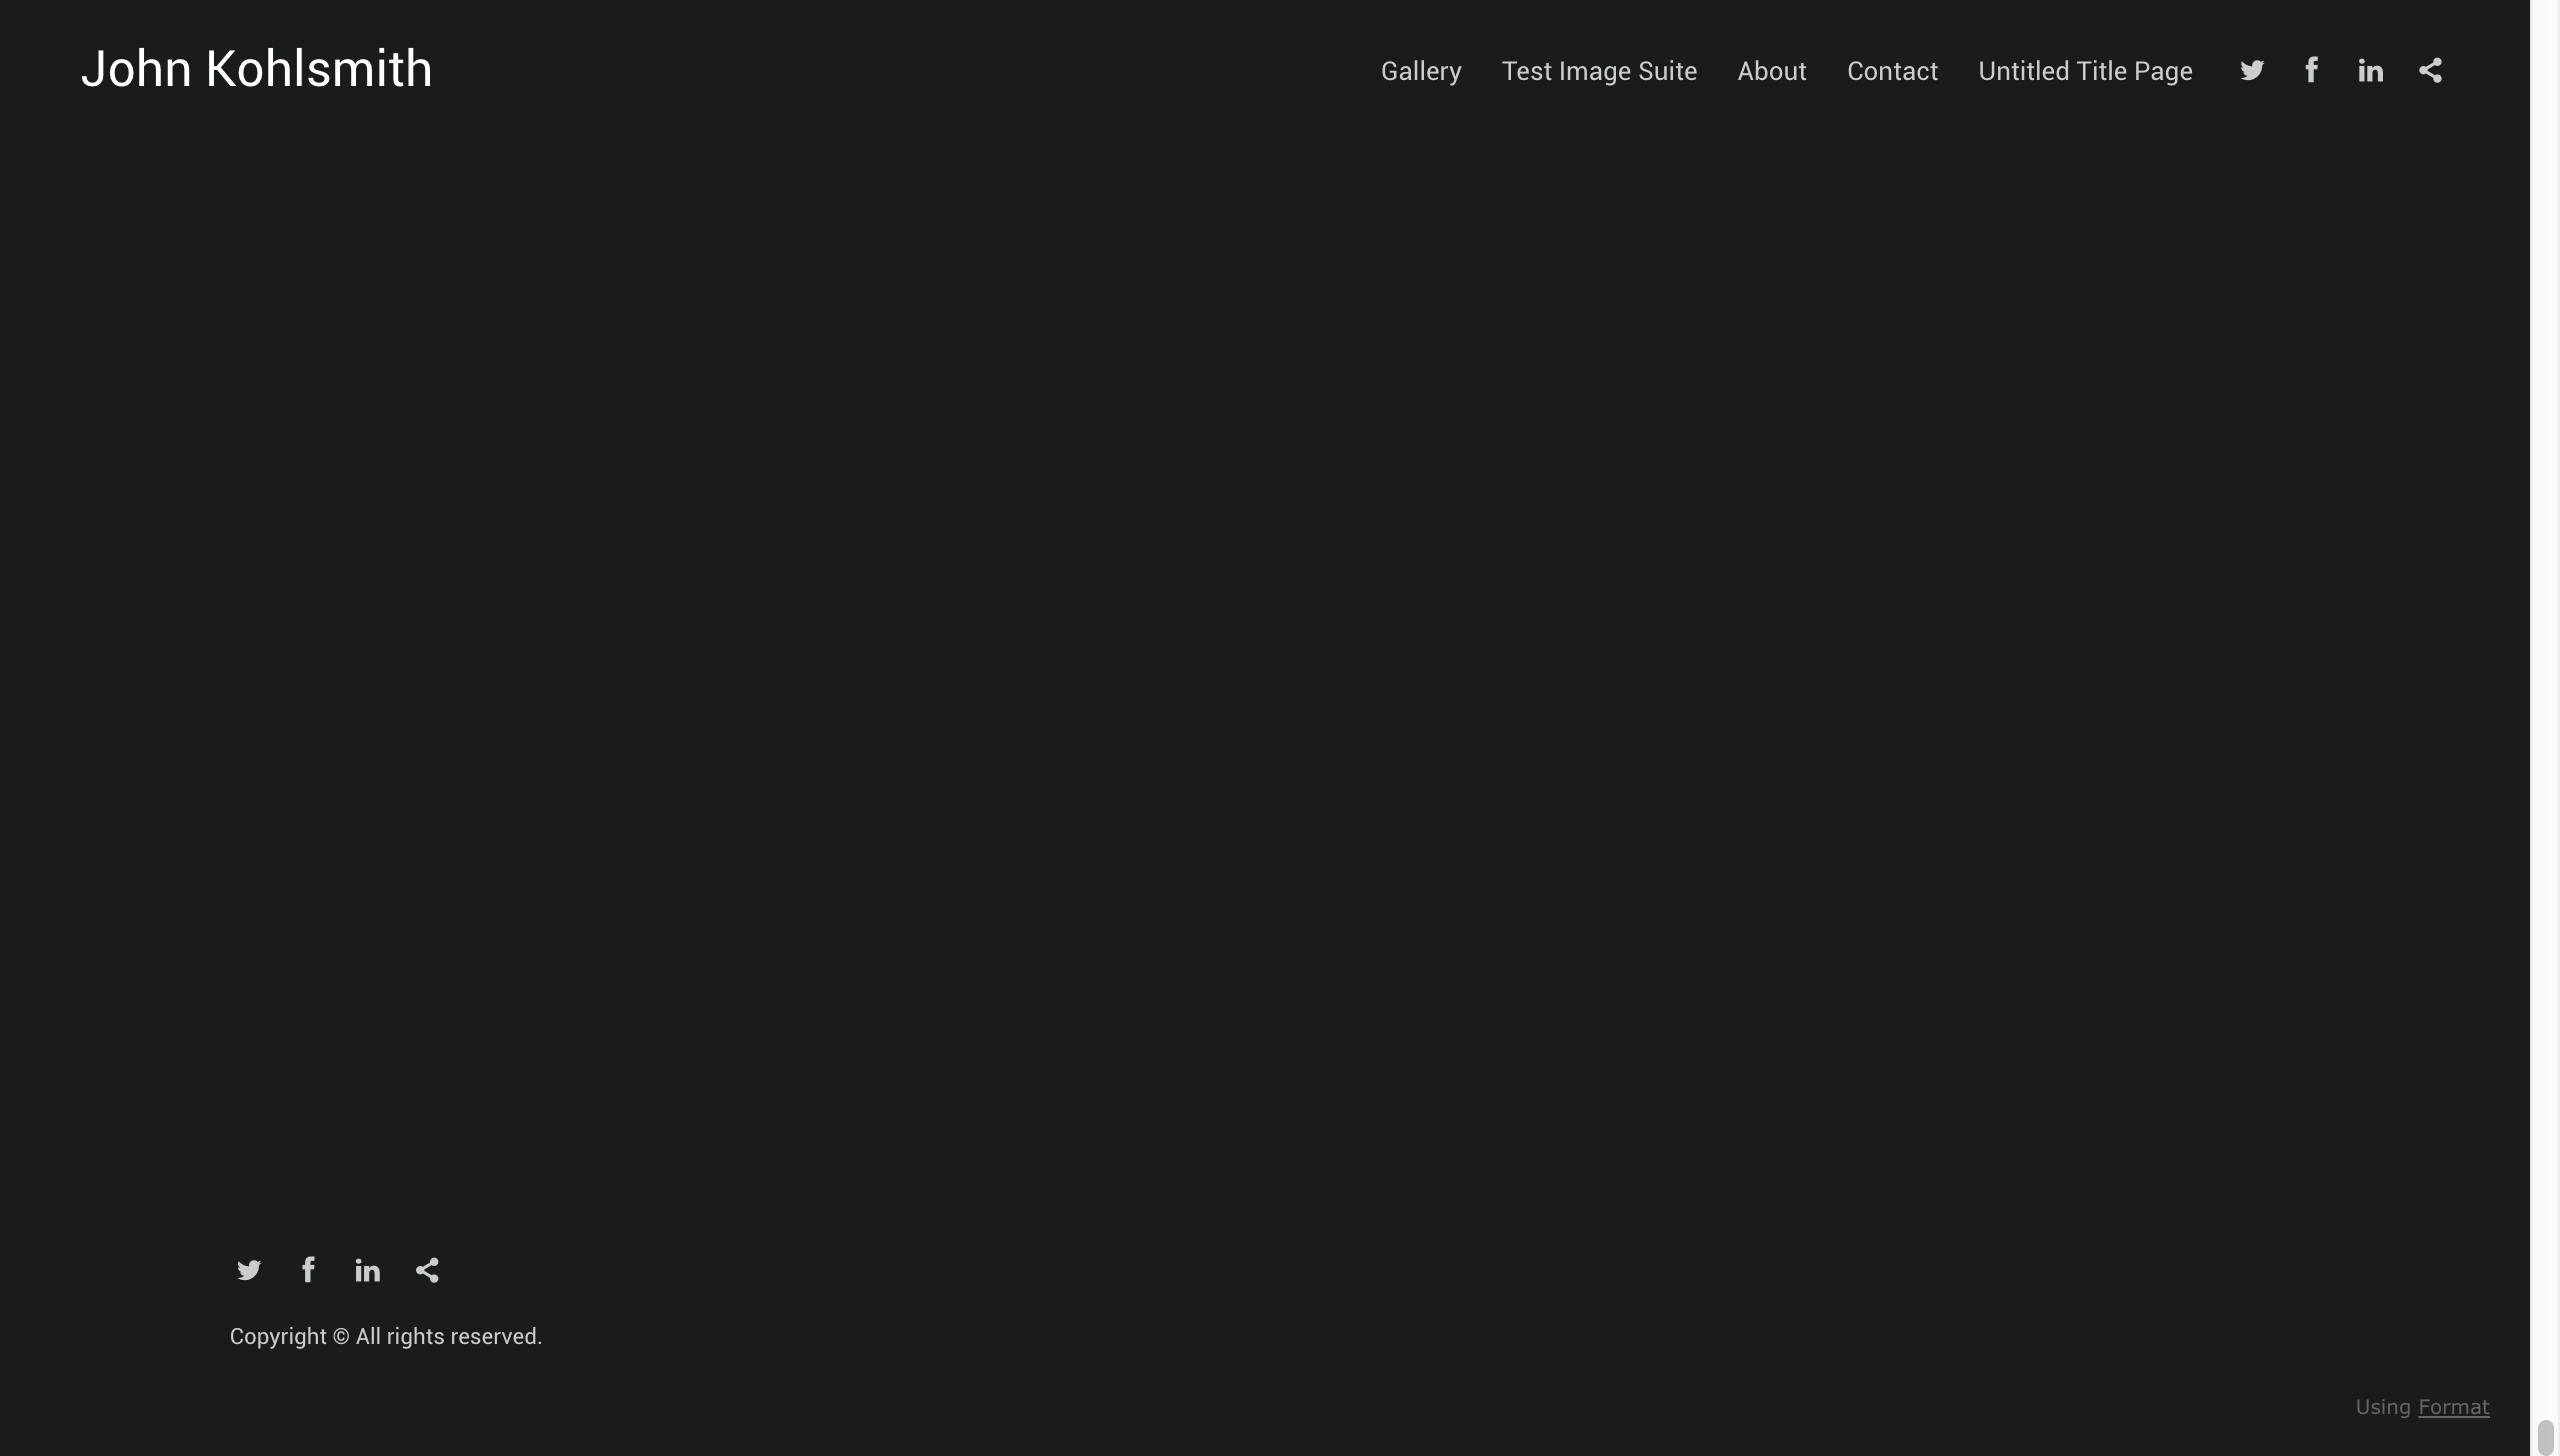 John Kohlsmith
Gallery Test Image Suite About Contact Untitled Title Page
Copyright © All rights reserved.
Using Format